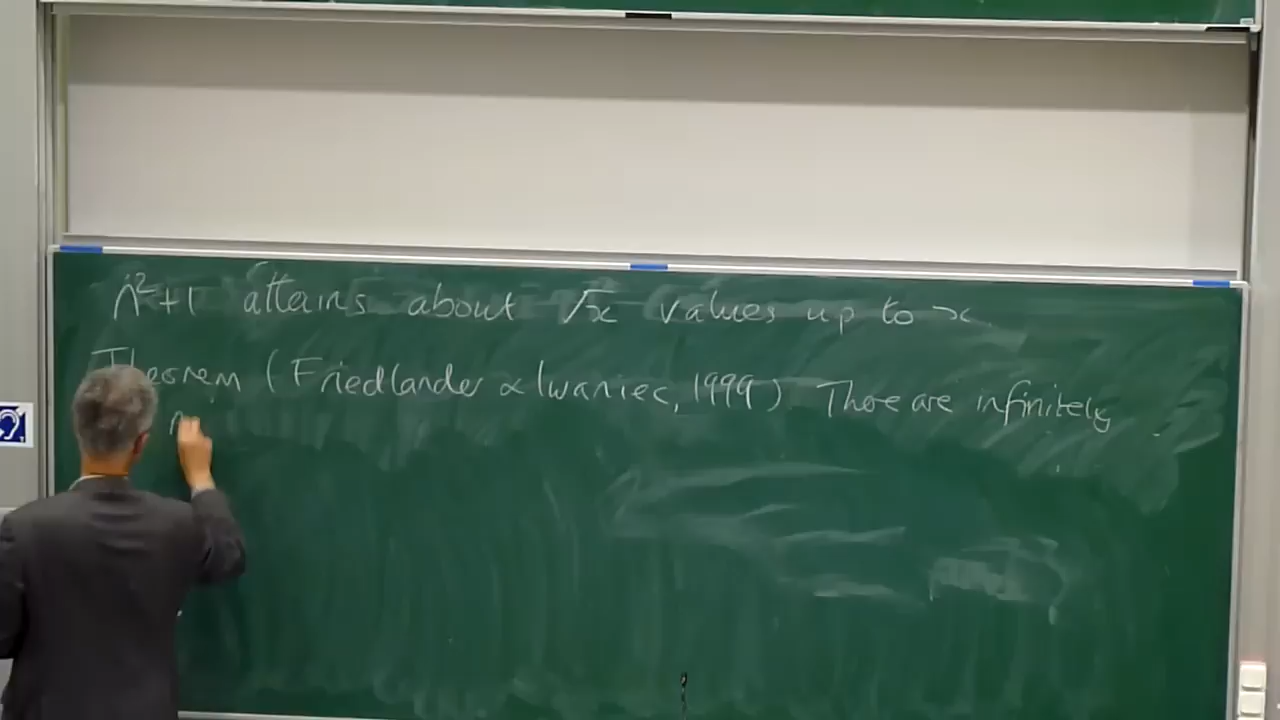 n²+1 attains about √x values up to x.
Theorem (Friedlander & Iwaniec, 1999) There are infinitely